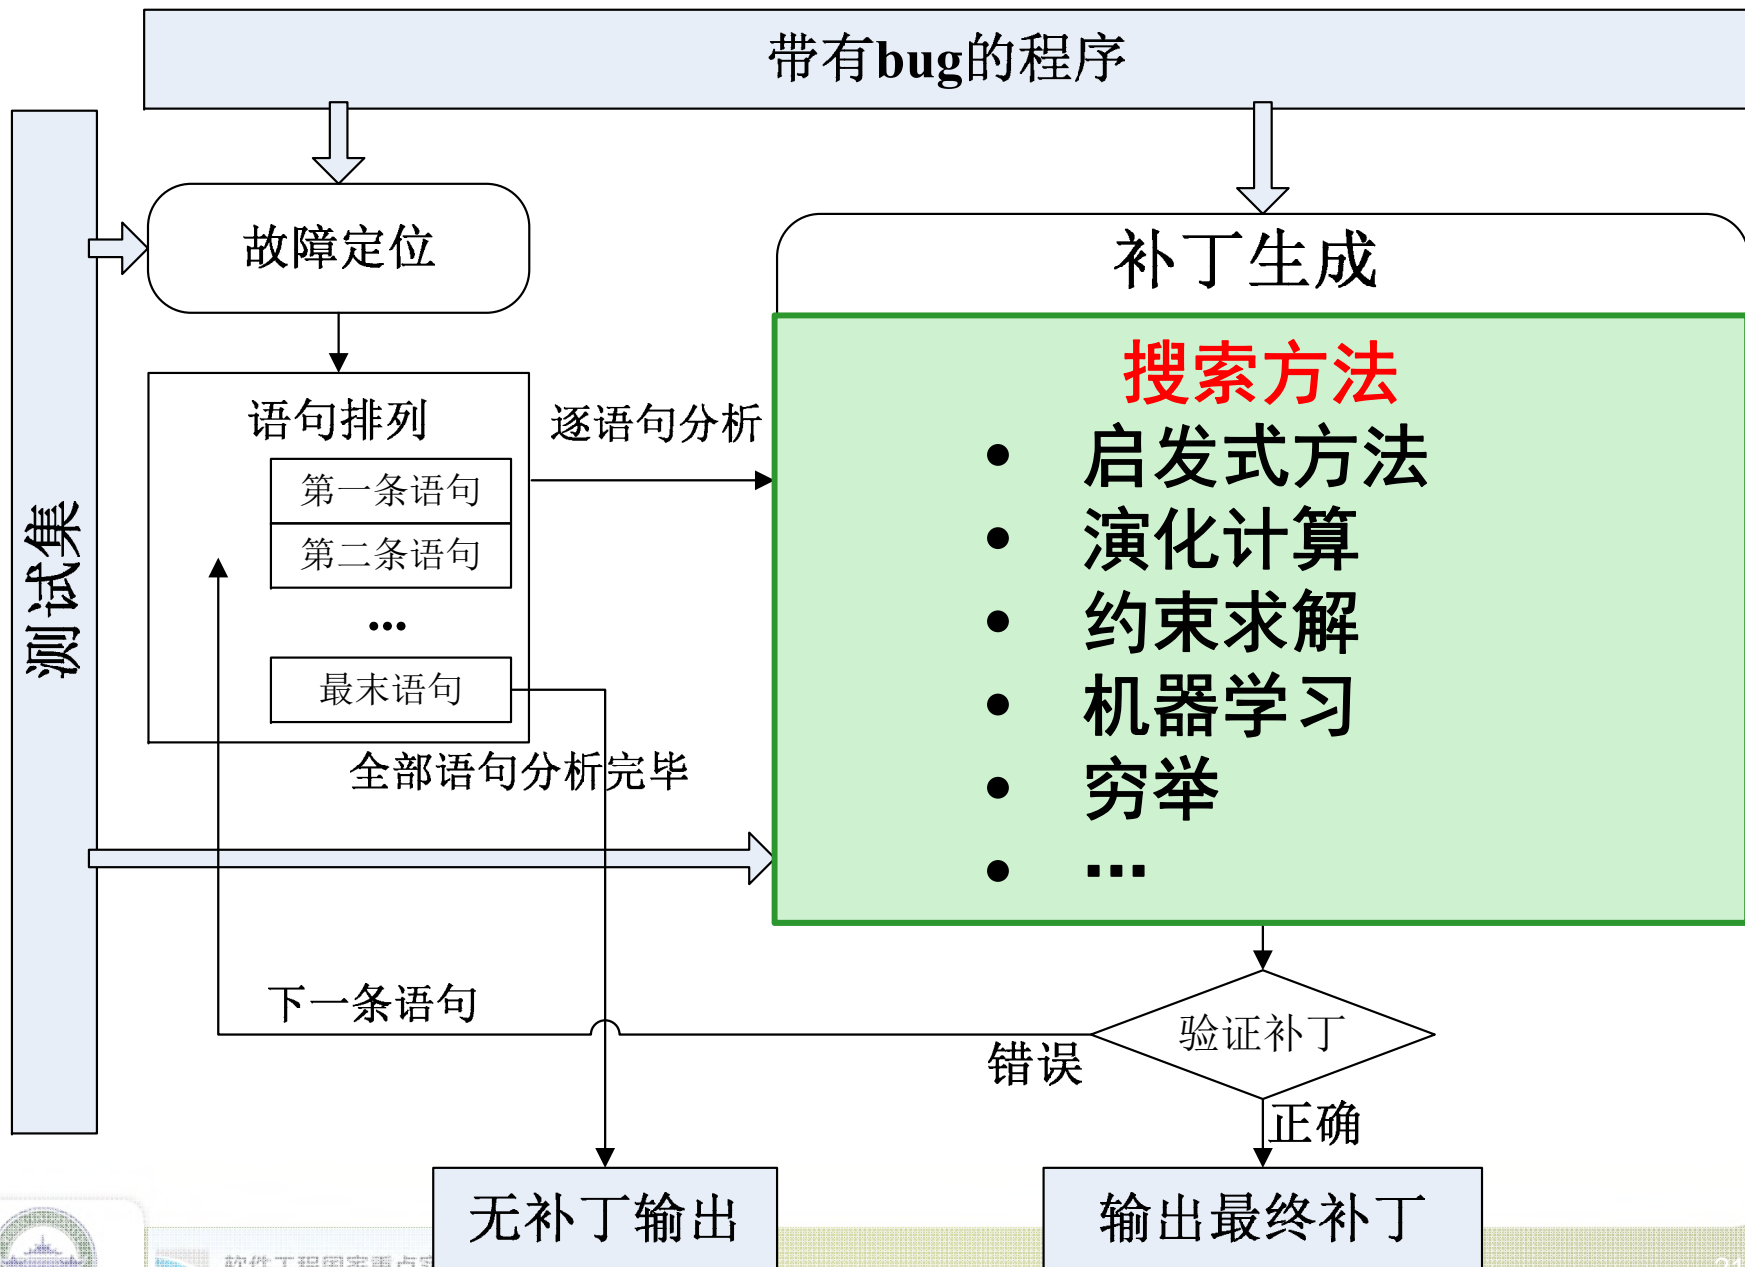 带有bug的程序
故障定位
补丁生成
搜索方法
• 启发式方法
• 演化计算
• 约束求解
• 机器学习
• 穷举
• ...
测试集
语句排列
逐语句分析
第一条语句
第二条语句
...
最末语句
全部语句分析完毕
下一条语句
验证补丁
错误
正确
无补丁输出
输出最终补丁